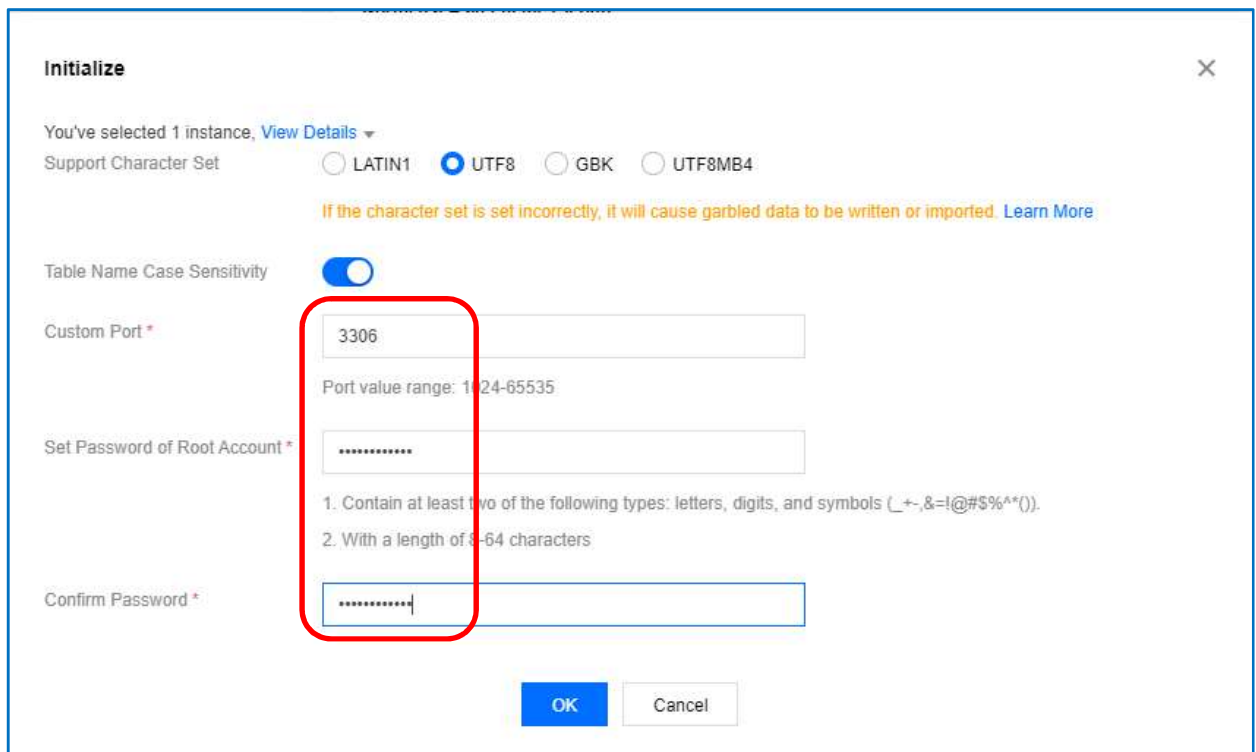 Initialize
You've selected 1 instance, View Details
Support Character Set LATIN1 UTF8 GBK UTF8MB4
If the character set is set incorrectly, it will cause garbled data to be written or imported. Learn More
Table Name Case Sensitivity
Custom Port * 3306
Port value range: 1024-65535
Set Password of Root Account * ••••••••••••
1. Contain at least two of the following types: letters, digits, and symbols (_+-,&=!@#$%^*()).
2. With a length of 8-64 characters
Confirm Password * ••••••••••••
OK Cancel